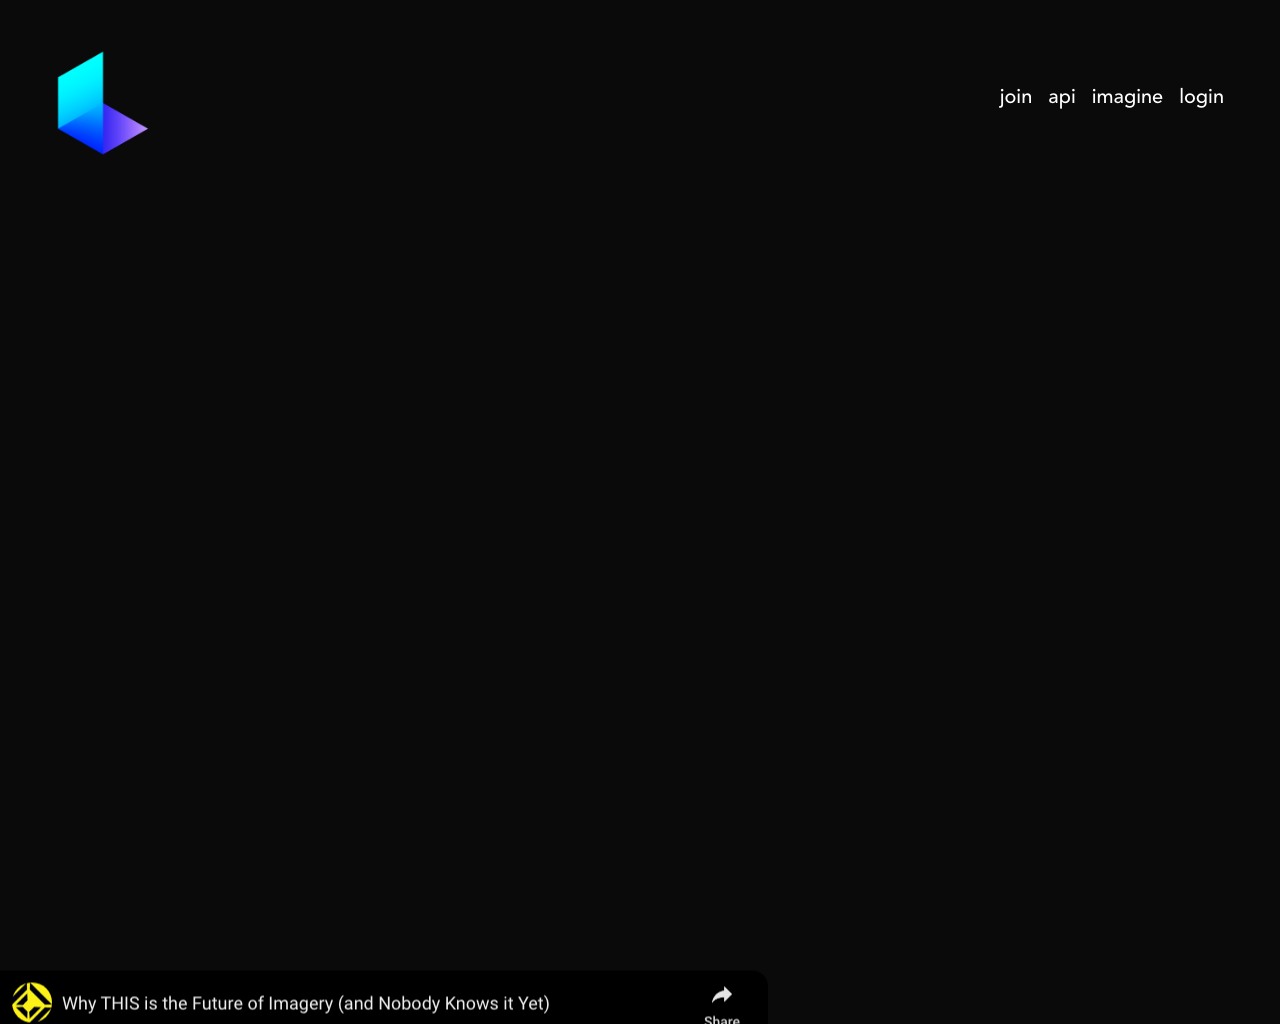 join api imagine login
Why THIS is the Future of Imagery (and Nobody Knows it Yet)
Share